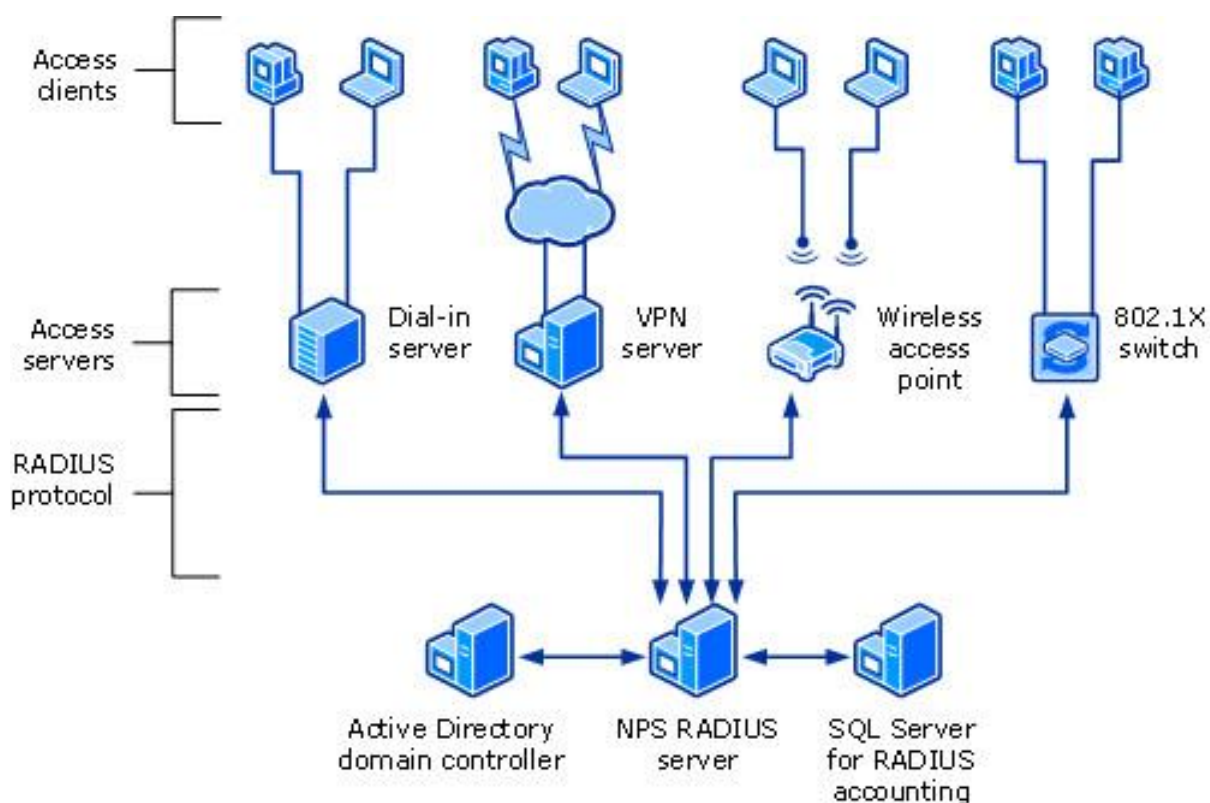 Access
clients
Access
servers
Dial-in
server
VPN
server
Wireless
access
point
802.1X
switch
RADIUS
protocol
Active Directory
domain controller
NPS RADIUS
server
SQL Server
for RADIUS
accounting